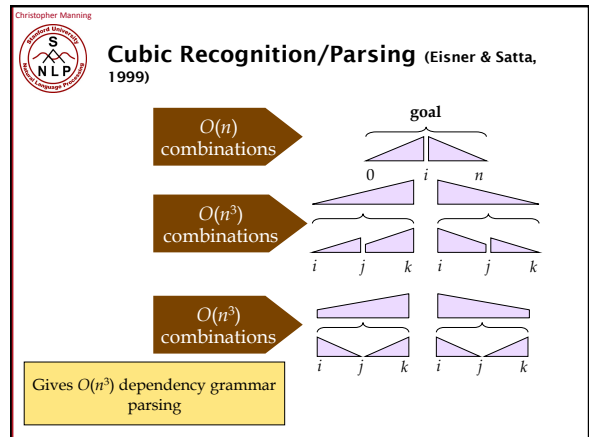 Christopher Manning
Stanford University
S
NLP
Natural Language Processing
Cubic Recognition/Parsing (Eisner & Satta,
1999)
goal
O(n)
combinations
0 i n
O(n³)
combinations
i j k i j k
O(n³)
combinations
i j k i j k
Gives O(n³) dependency grammar
parsing